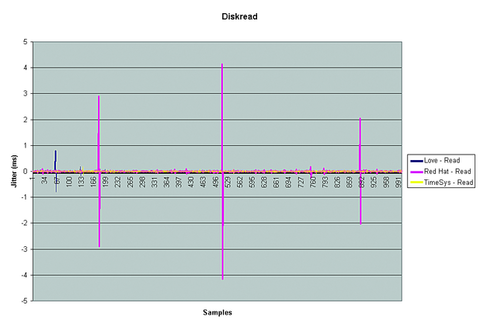 Diskread
5
4
3
2
1
0
-1
-2
-3
-4
-5
Jitter (ms)
34 67 100 133 166 199 232 265 298 331 364 397 430 463 496 529 562 595 628 661 694 727 760 793 826 859 892 925 958 991
Samples
Love - Read
Red Hat - Read
TimeSys - Read